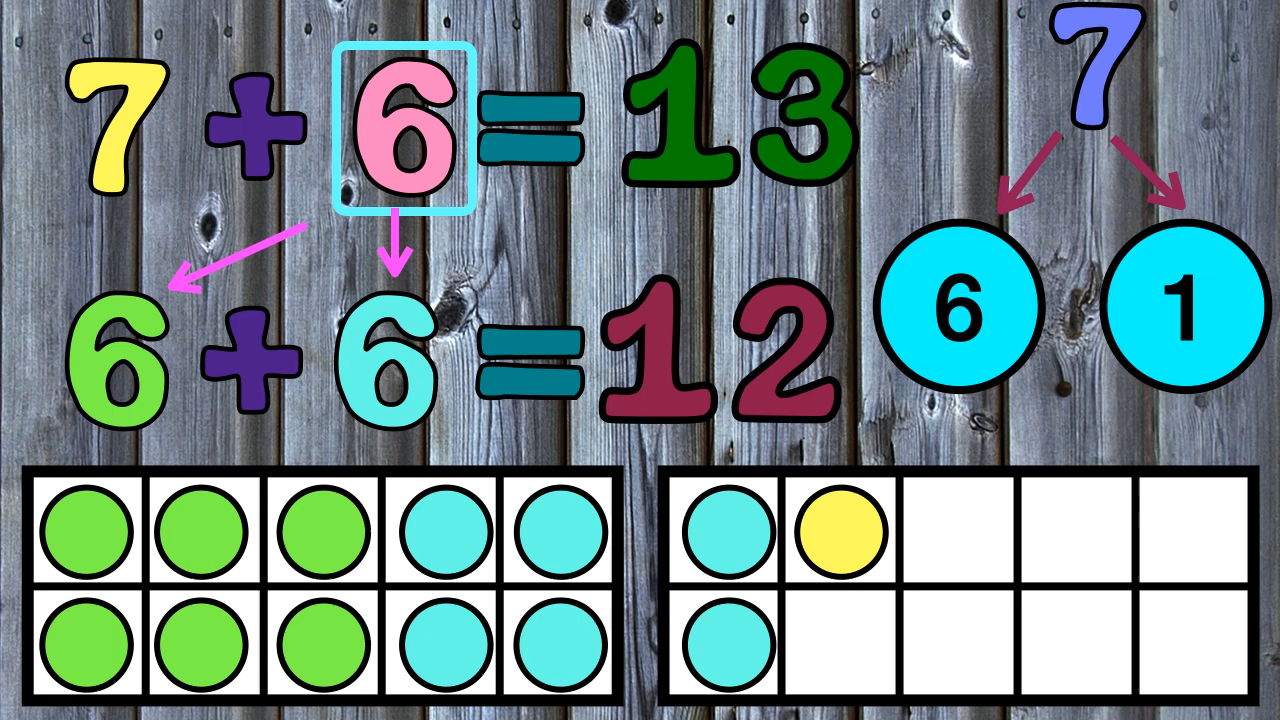 7 + 6 = 13
6 + 6 = 12
7
6 1